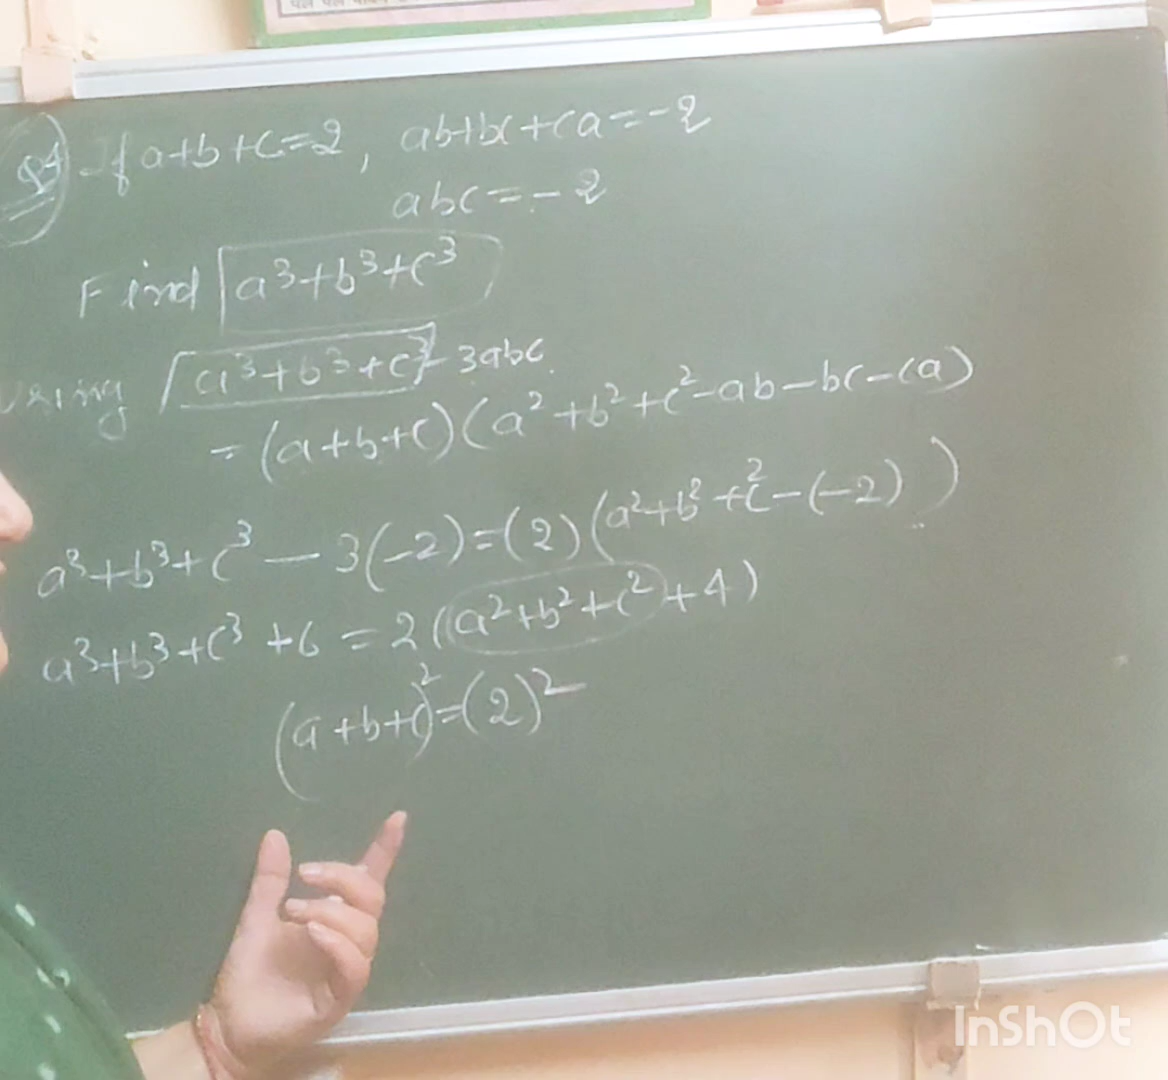 If a+b+c=2, ab+bc+ca=-2
abc=-2
Find a³+b³+c³
Using a³+b³+c³-3abc
=(a+b+c)(a²+b²+c²-ab-bc-ca)
a³+b³+c³-3(-2)=(2)(a²+b²+c²-(-2))
a³+b³+c³+6=2(a²+b²+c²+4)
(a+b+c)²=(2)²
InShOt